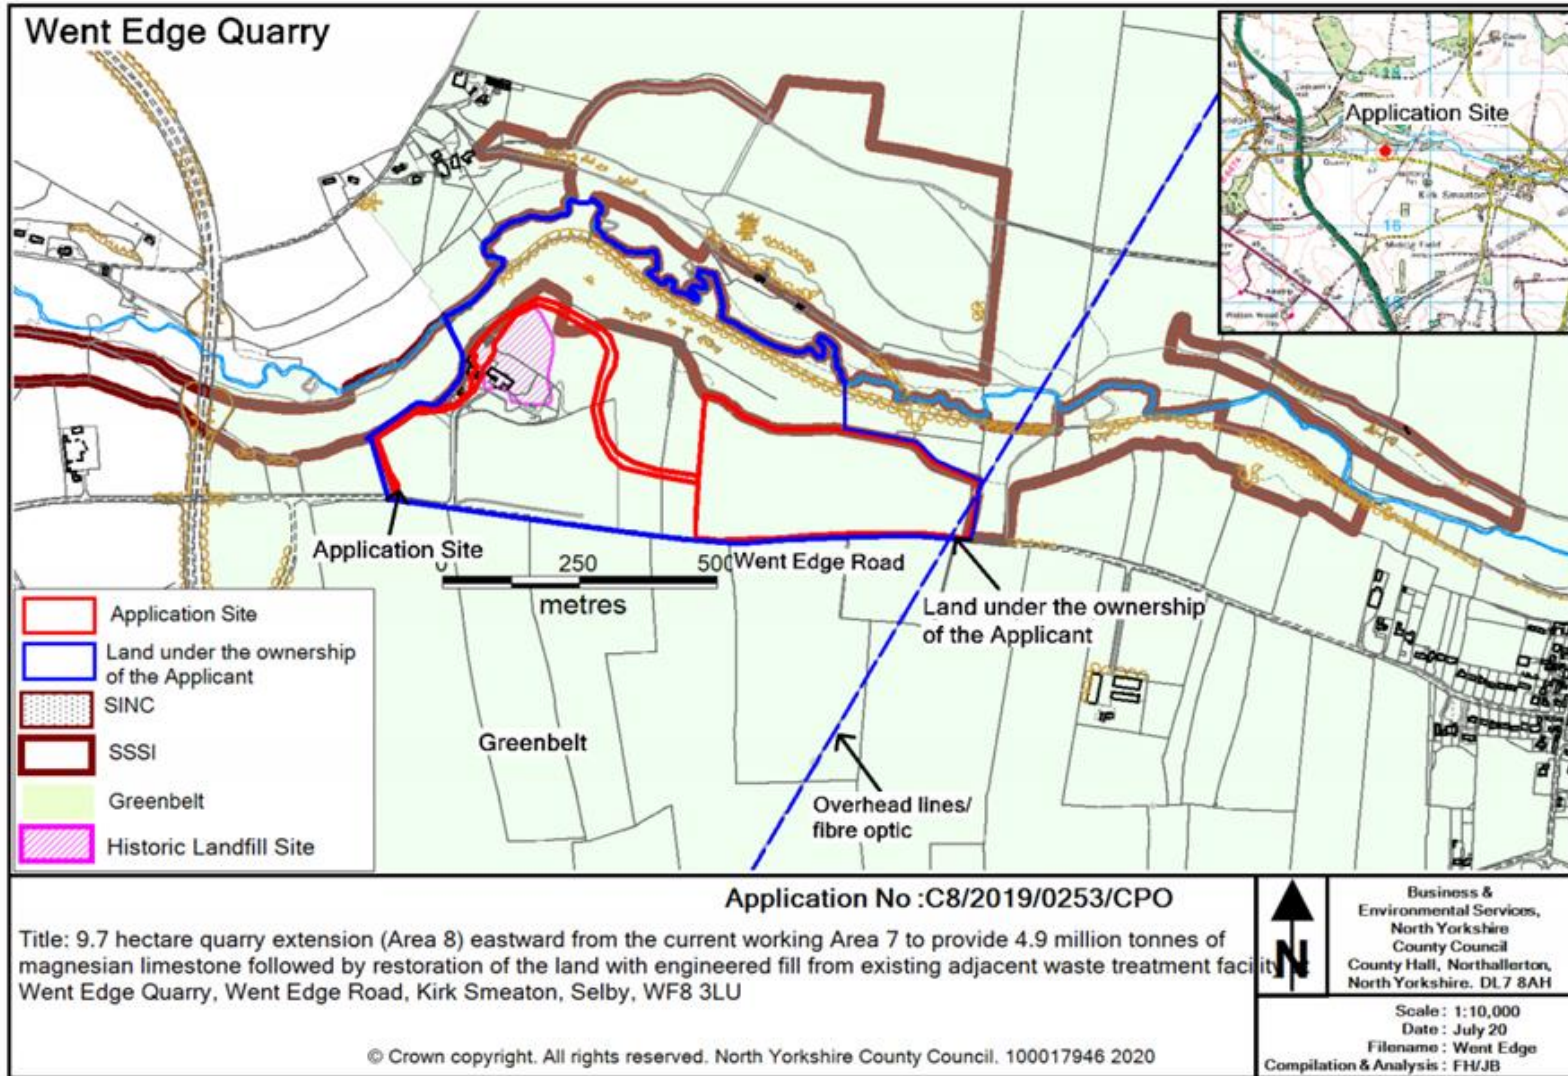 Went Edge Quarry
Application Site
Kirk Smeaton
Application Site
0 250 500
metres
Went Edge Road
Land under the ownership
of the Applicant
Greenbelt
Overhead lines/
fibre optic
Application Site
Land under the ownership
of the Applicant
SINC
SSSI
Greenbelt
Historic Landfill Site
Application No :C8/2019/0253/CPO
Title: 9.7 hectare quarry extension (Area 8) eastward from the current working Area 7 to provide 4.9 million tonnes of
magnesian limestone followed by restoration of the land with engineered fill from existing adjacent waste treatment facility
Went Edge Quarry, Went Edge Road, Kirk Smeaton, Selby, WF8 3LU
© Crown copyright. All rights reserved. North Yorkshire County Council. 100017946 2020
N
Business &
Environmental Services,
North Yorkshire
County Council
County Hall, Northallerton,
North Yorkshire. DL7 8AH
Scale : 1:10,000
Date : July 20
Filename : Went Edge
Compilation & Analysis : FH/JB